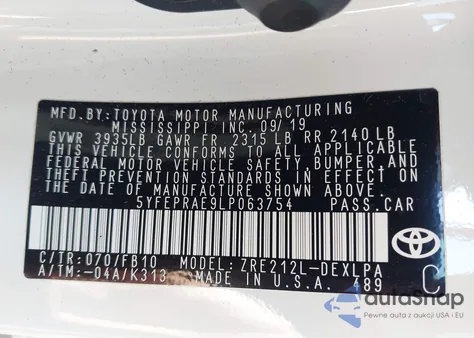 MFD.BY:TOYOTA MOTOR MANUFACTURING
MISSISSIPPI INC. 09/19
GVWR 3935LB GAWR FR 2315 LB RR 2140 LB
THIS VEHICLE CONFORMS TO ALL APPLICABLE
FEDERAL MOTOR VEHICLE SAFETY, BUMPER,AND
THEFT PREVENTION STANDARDS IN EFFECT ON
THE DATE OF MANUFACTURE SHOWN ABOVE.
5YFEPRAE9LP063754 PASS.CAR
TOYOTA
C/TR:070/FB10 MODEL: ZRE212L-DEXLPA
A/TM:-04A/K313 MADE IN U.S.A. 489 C
autoSnap
Pewne auta z aukcji USA i EU